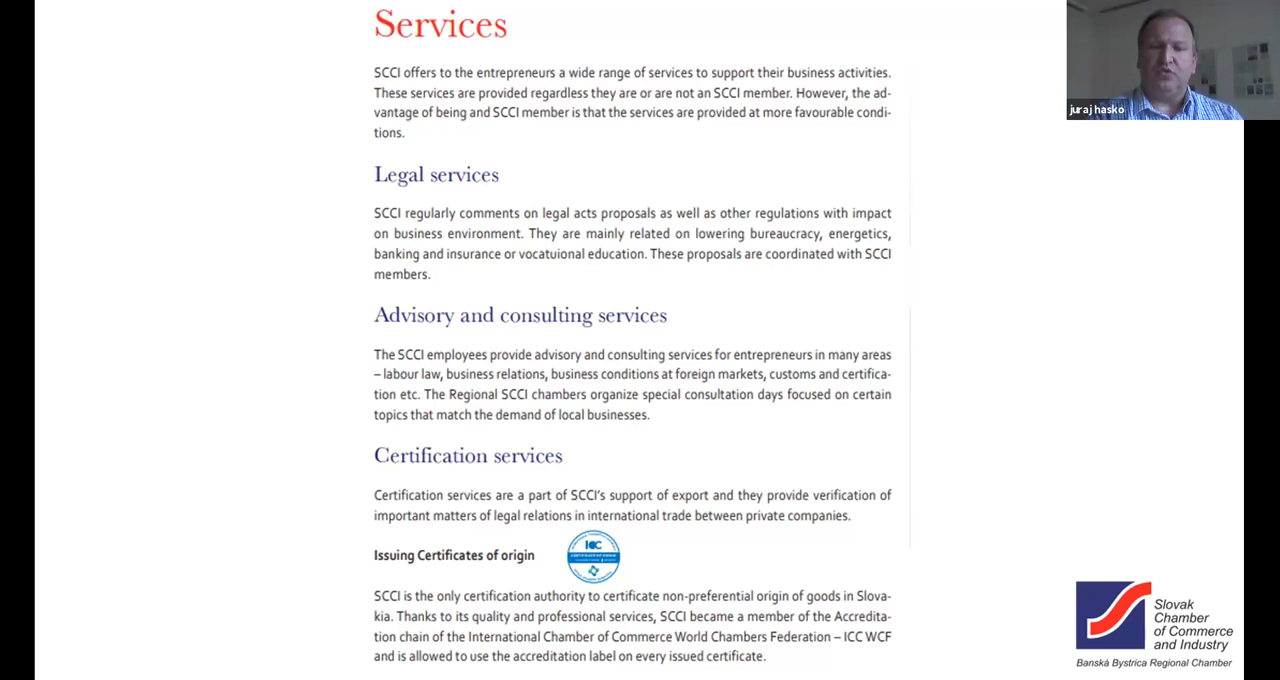 Services
SCCI offers to the entrepreneurs a wide range of services to support their business activities.
These services are provided regardless they are or are not an SCCI member. However, the ad-
vantage of being and SCCI member is that the services are provided at more favourable condi-
tions.
Legal services
SCCI regularly comments on legal acts proposals as well as other regulations with impact
on business environment. They are mainly related on lowering bureaucracy, energetics,
banking and insurance or vocatuional education. These proposals are coordinated with SCCI
members.
Advisory and consulting services
The SCCI employees provide advisory and consulting services for entrepreneurs in many areas
– labour law, business relations, business conditions at foreign markets, customs and certifica-
tion etc. The Regional SCCI chambers organize special consultation days focused on certain
topics that match the demand of local businesses.
Certification services
Certification services are a part of SCCI's support of export and they provide verification of
important matters of legal relations in international trade between private companies.
Issuing Certificates of origin
ICC
SCCI is the only certification authority to certificate non-preferential origin of goods in Slova-
kia. Thanks to its quality and professional services, SCCI became a member of the Accredita-
tion chain of the International Chamber of Commerce World Chambers Federation – ICC WCF
and is allowed to use the accreditation label on every issued certificate.
juraj hasko
Slovak
Chamber
of Commerce
and Industry
Banská Bystrica Regional Chamber